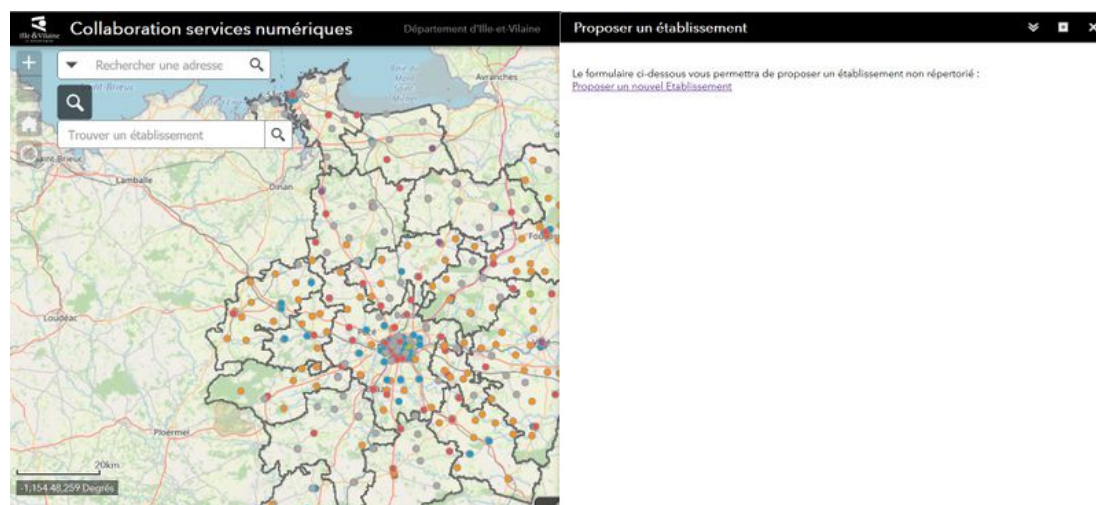 Ille & Vilaine
Collaboration services numériques
Département d'Ille-et-Vilaine
Proposer un établissement
Rechercher une adresse
Trouver un établissement
Le formulaire ci-dessous vous permettra de proposer un établissement non répertorié :
Proposer un nouvel Etablissement
Avranches
Saint-Brieuc
Lamballe
Dinan
Loudéac
Ploërmel
20km
-1,154 48,259 Degrés